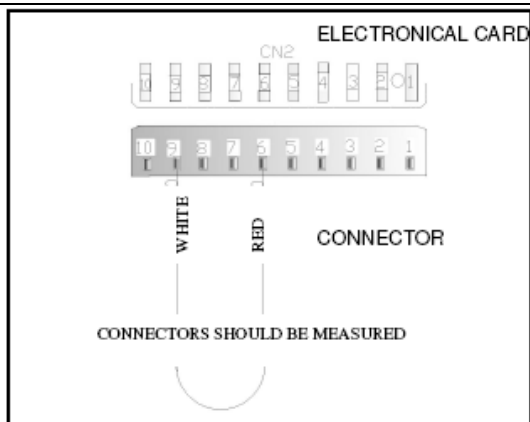 ELECTRONICAL CARD
CN2
10 9 8 7 6 5 4 3 2 1
10 9 8 7 6 5 4 3 2 1
WHITE
RED
CONNECTOR
CONNECTORS SHOULD BE MEASURED